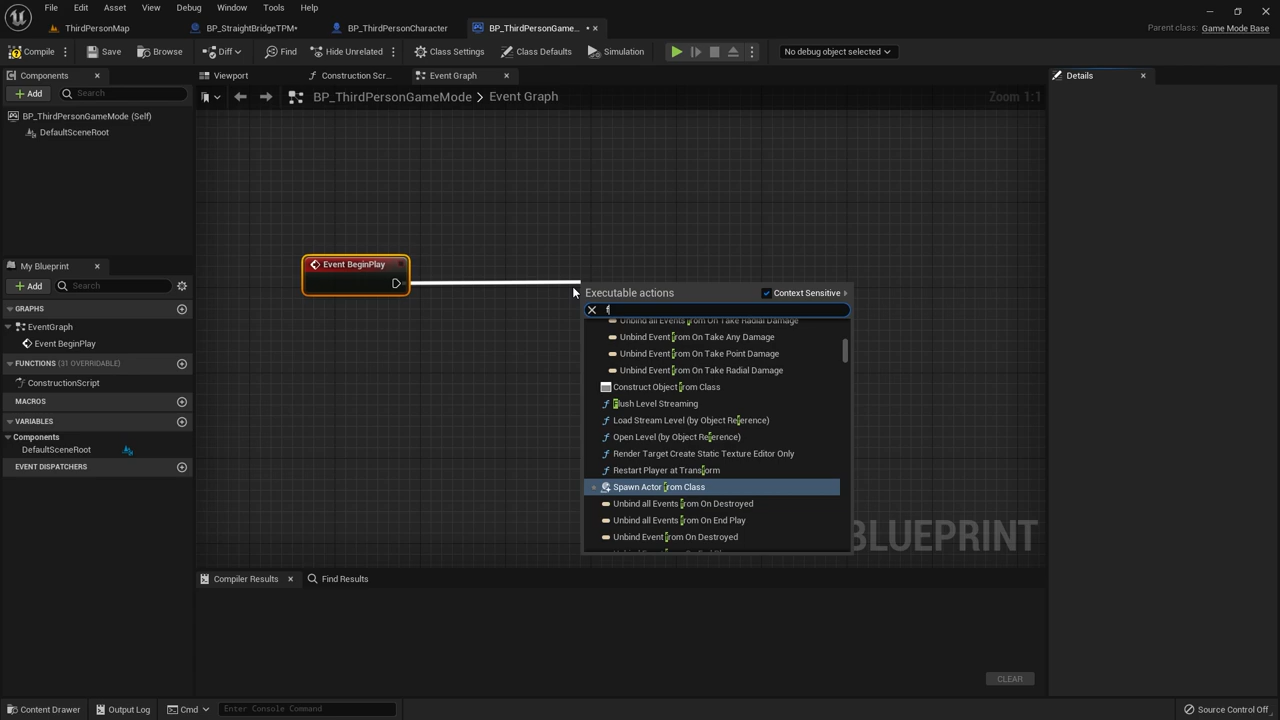 File Edit Asset View Debug Window Tools Help
ThirdPersonMap
BP_StraightBridgeTPM*
BP_ThirdPersonCharacter
BP_ThirdPersonGame...
Parent class: Game Mode Base
Compile Save Browse Diff Find Hide Unrelated Class Settings Class Defaults Simulation No debug object selected
Components
Viewport
Construction Scr...
Event Graph
Details
Add Search
BP_ThirdPersonGameMode > Event Graph
Zoom 1:1
BP_ThirdPersonGameMode (Self)
DefaultSceneRoot
Event BeginPlay
My Blueprint
Add Search
GRAPHS
EventGraph
Event BeginPlay
FUNCTIONS (31 OVERRIDABLE)
ConstructionScript
MACROS
VARIABLES
Components
DefaultSceneRoot
EVENT DISPATCHERS
Executable actions
Context Sensitive
f
Unbind all Events from On Take Radial Damage
Unbind Event from On Take Any Damage
Unbind Event from On Take Point Damage
Unbind Event from On Take Radial Damage
Construct Object from Class
Flush Level Streaming
Load Stream Level (by Object Reference)
Open Level (by Object Reference)
Render Target Create Static Texture Editor Only
Restart Player at Transform
Spawn Actor from Class
Unbind all Events from On Destroyed
Unbind all Events from On End Play
Unbind Event from On Destroyed
BLUEPRINT
Compiler Results
Find Results
CLEAR
Content Drawer
Output Log
Cmd
Enter Console Command
Source Control Off